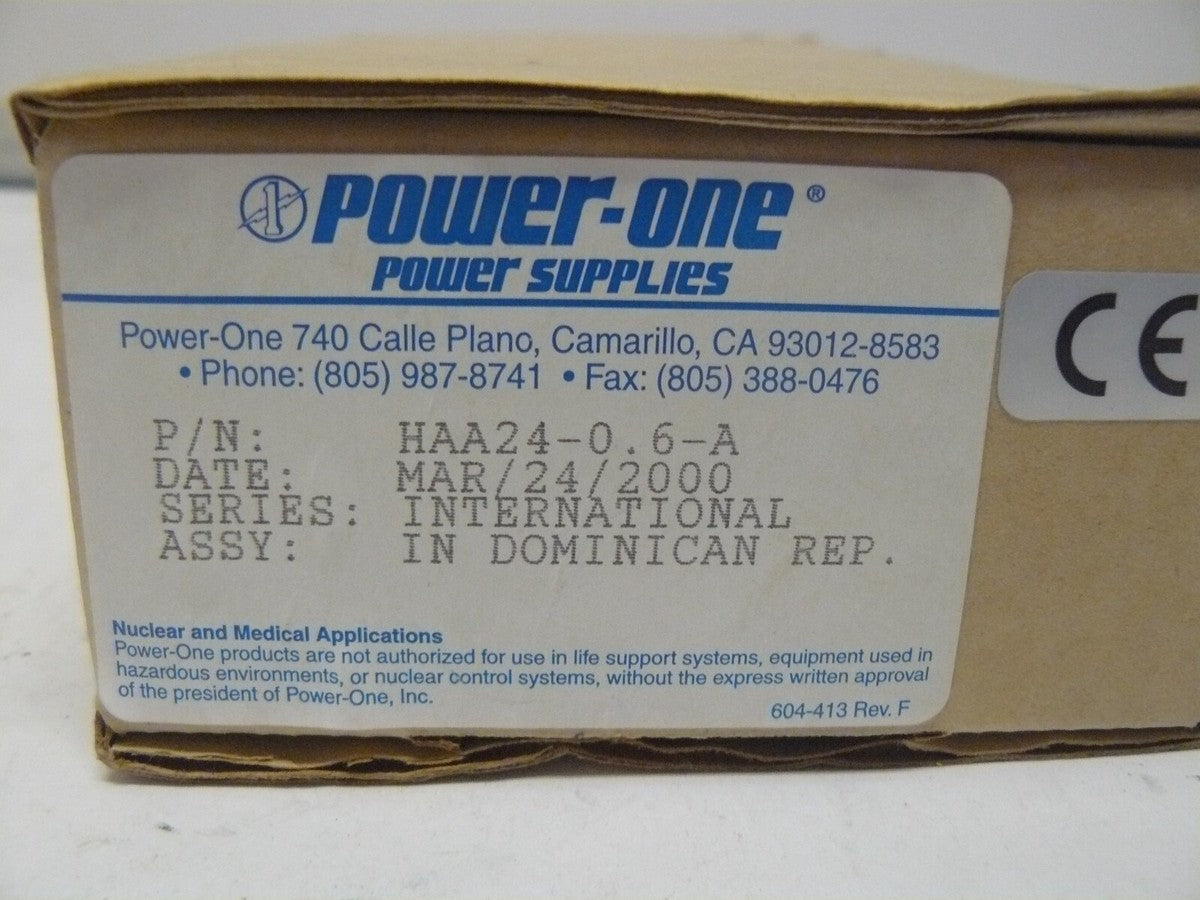 POWER-ONE®
POWER SUPPLIES
Power-One 740 Calle Plano, Camarillo, CA 93012-8583
• Phone: (805) 987-8741 • Fax: (805) 388-0476
P/N: HAA24-0.6-A
DATE: MAR/24/2000
SERIES: INTERNATIONAL
ASSY: IN DOMINICAN REP.
Nuclear and Medical Applications
Power-One products are not authorized for use in life support systems, equipment used in
hazardous environments, or nuclear control systems, without the express written approval
of the president of Power-One, Inc.
604-413 Rev. F
CE